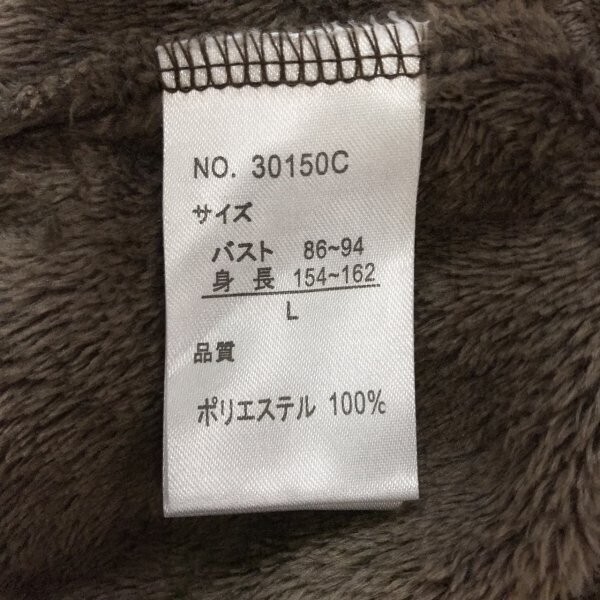 NO. 30150C
サイズ
バスト 86~94
身 長 154~162
L
品質
ポリエステル 100%